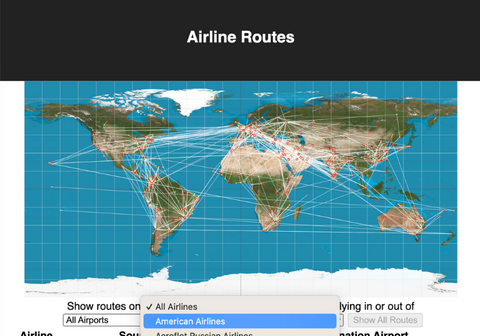 Airline Routes
Show routes on ✓ All Airlines lying in or out of
All Airports American Airlines Show All Routes
Aeroflot Russian Airlines
Airline Sou nation Airport